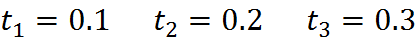 t₁ = 0.1 t₂ = 0.2 t₃ = 0.3